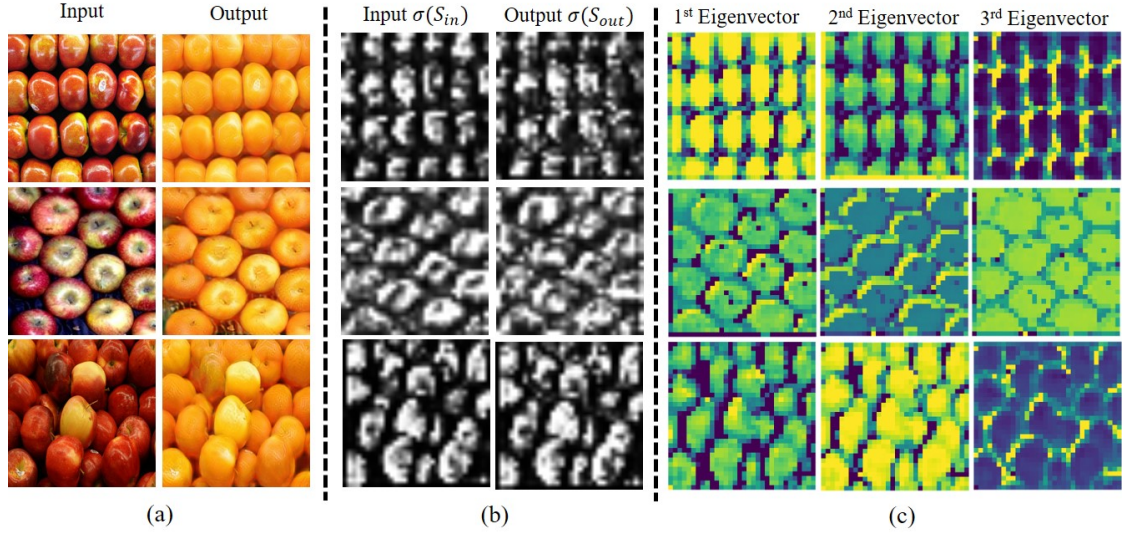 Input
Output
Input σ(S_in)
Output σ(S_out)
1st Eigenvector
2nd Eigenvector
3rd Eigenvector
(a)
(b)
(c)